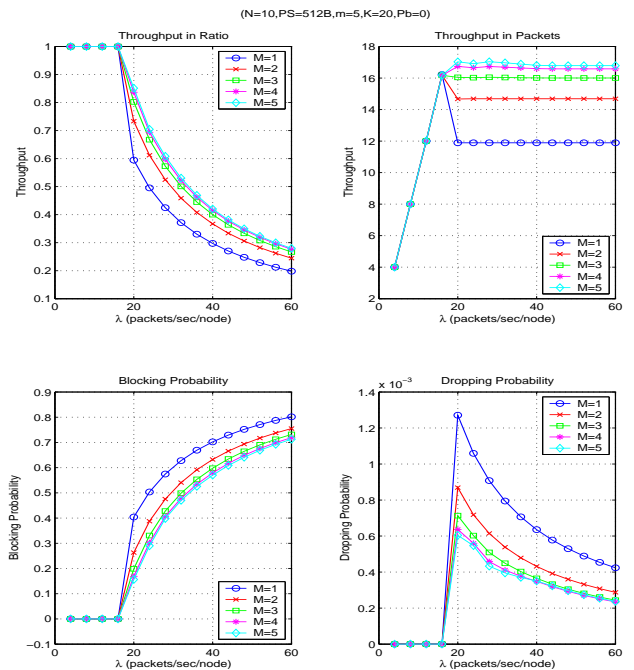 (N=10,PS=512B,m=5,K=20,Pb=0)
Throughput in Ratio
1
0.9
0.8
0.7
0.6
0.5
0.4
0.3
0.2
0.1
0 20 40 60
Throughput
λ (packets/sec/node)
M=1
M=2
M=3
M=4
M=5
Throughput in Packets
18
16
14
12
10
8
6
4
2
0 20 40 60
Throughput
λ (packets/sec/node)
M=1
M=2
M=3
M=4
M=5
Blocking Probability
0.9
0.8
0.7
0.6
0.5
0.4
0.3
0.2
0.1
0
−0.1
0 20 40 60
Blocking Probability
λ (packets/sec/node)
M=1
M=2
M=3
M=4
M=5
Dropping Probability
x 10⁻³
1.4
1.2
1
0.8
0.6
0.4
0.2
0
0 20 40 60
Dropping Probability
λ (packets/sec/node)
M=1
M=2
M=3
M=4
M=5